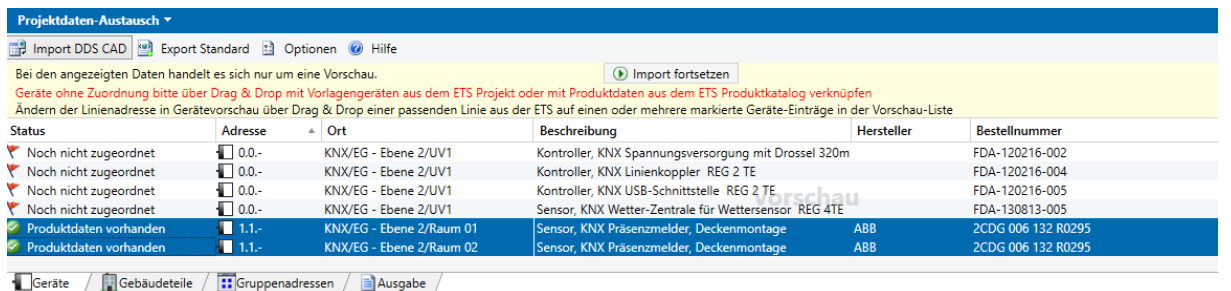 Projektdaten-Austausch
Import DDS CAD Export Standard Optionen Hilfe
Bei den angezeigten Daten handelt es sich nur um eine Vorschau. Import fortsetzen
Geräte ohne Zuordnung bitte über Drag & Drop mit Vorlagengeräten aus dem ETS Projekt oder mit Produktdaten aus dem ETS Produktkatalog verknüpfen
Ändern der Linienadresse in Gerätevorschau über Drag & Drop einer passenden Linie aus der ETS auf einen oder mehrere markierte Geräte-Einträge in der Vorschau-Liste
Status Adresse Ort Beschreibung Hersteller Bestellnummer
Noch nicht zugeordnet 0.0.- KNX/EG - Ebene 2/UV1 Kontroller, KNX Spannungsversorgung mit Drossel 320m FDA-120216-002
Noch nicht zugeordnet 0.0.- KNX/EG - Ebene 2/UV1 Kontroller, KNX Linienkoppler REG 2 TE FDA-120216-004
Noch nicht zugeordnet 0.0.- KNX/EG - Ebene 2/UV1 Kontroller, KNX USB-Schnittstelle REG 2 TE FDA-120216-005
Vorschau
Noch nicht zugeordnet 0.0.- KNX/EG - Ebene 2/UV1 Sensor, KNX Wetter-Zentrale für Wettersensor REG 4TE FDA-130813-005
Produktdaten vorhanden 1.1.- KNX/EG - Ebene 2/Raum 01 Sensor, KNX Präsenzmelder, Deckenmontage ABB 2CDG 006 132 R0295
Produktdaten vorhanden 1.1.- KNX/EG - Ebene 2/Raum 02 Sensor, KNX Präsenzmelder, Deckenmontage ABB 2CDG 006 132 R0295
Geräte Gebäudeteile Gruppenadressen Ausgabe